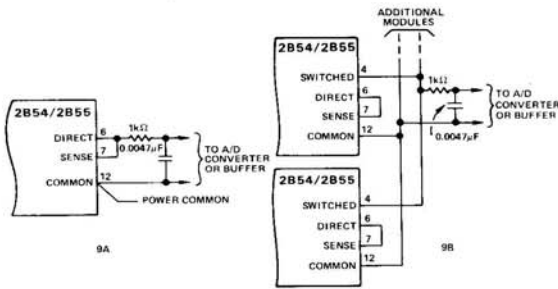 ADDITIONAL
MODULES
2B54/2B55
SWITCHED 4
DIRECT 6
SENSE 7
COMMON 12
1kΩ
0.0047μF
TO A/D
CONVERTER
OR BUFFER
2B54/2B55
DIRECT 6
SENSE 7
COMMON 12
1kΩ
0.0047μF
TO A/D
CONVERTER
OR BUFFER
POWER COMMON
9A
2B54/2B55
SWITCHED 4
DIRECT 6
SENSE 7
COMMON 12
9B